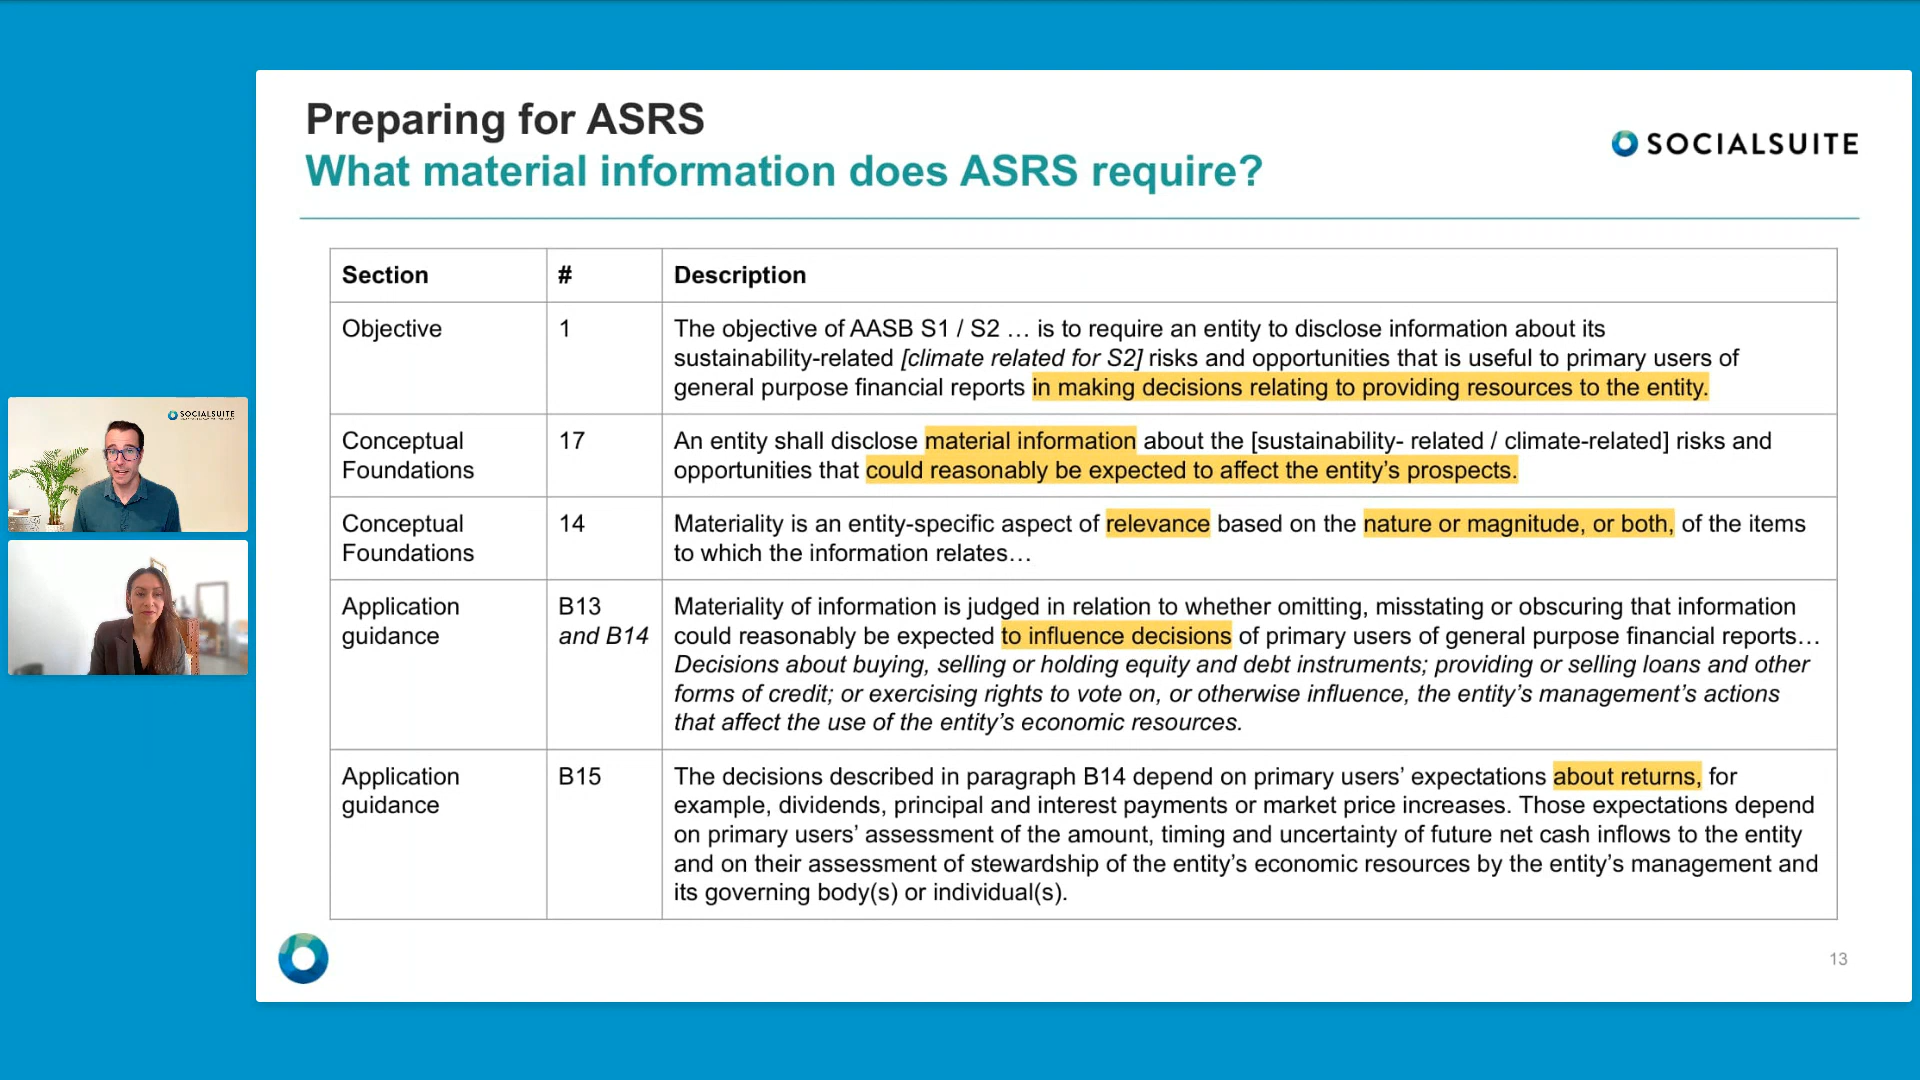 Preparing for ASRS
What material information does ASRS require?
SOCIALSUITE
Section # Description
Objective 1 The objective of AASB S1 / S2 … is to require an entity to disclose information about its
sustainability-related [climate related for S2] risks and opportunities that is useful to primary users of
general purpose financial reports in making decisions relating to providing resources to the entity.
Conceptual 17 An entity shall disclose material information about the [sustainability- related / climate-related] risks and
Foundations opportunities that could reasonably be expected to affect the entity’s prospects.
Conceptual 14 Materiality is an entity-specific aspect of relevance based on the nature or magnitude, or both, of the items
Foundations to which the information relates…
Application B13 Materiality of information is judged in relation to whether omitting, misstating or obscuring that information
guidance and B14 could reasonably be expected to influence decisions of primary users of general purpose financial reports…
Decisions about buying, selling or holding equity and debt instruments; providing or selling loans and other
forms of credit; or exercising rights to vote on, or otherwise influence, the entity’s management’s actions
that affect the use of the entity’s economic resources.
Application B15 The decisions described in paragraph B14 depend on primary users’ expectations about returns, for
guidance example, dividends, principal and interest payments or market price increases. Those expectations depend
on primary users’ assessment of the amount, timing and uncertainty of future net cash inflows to the entity
and on their assessment of stewardship of the entity’s economic resources by the entity’s management and
its governing body(s) or individual(s).
13
SOCIALSUITE